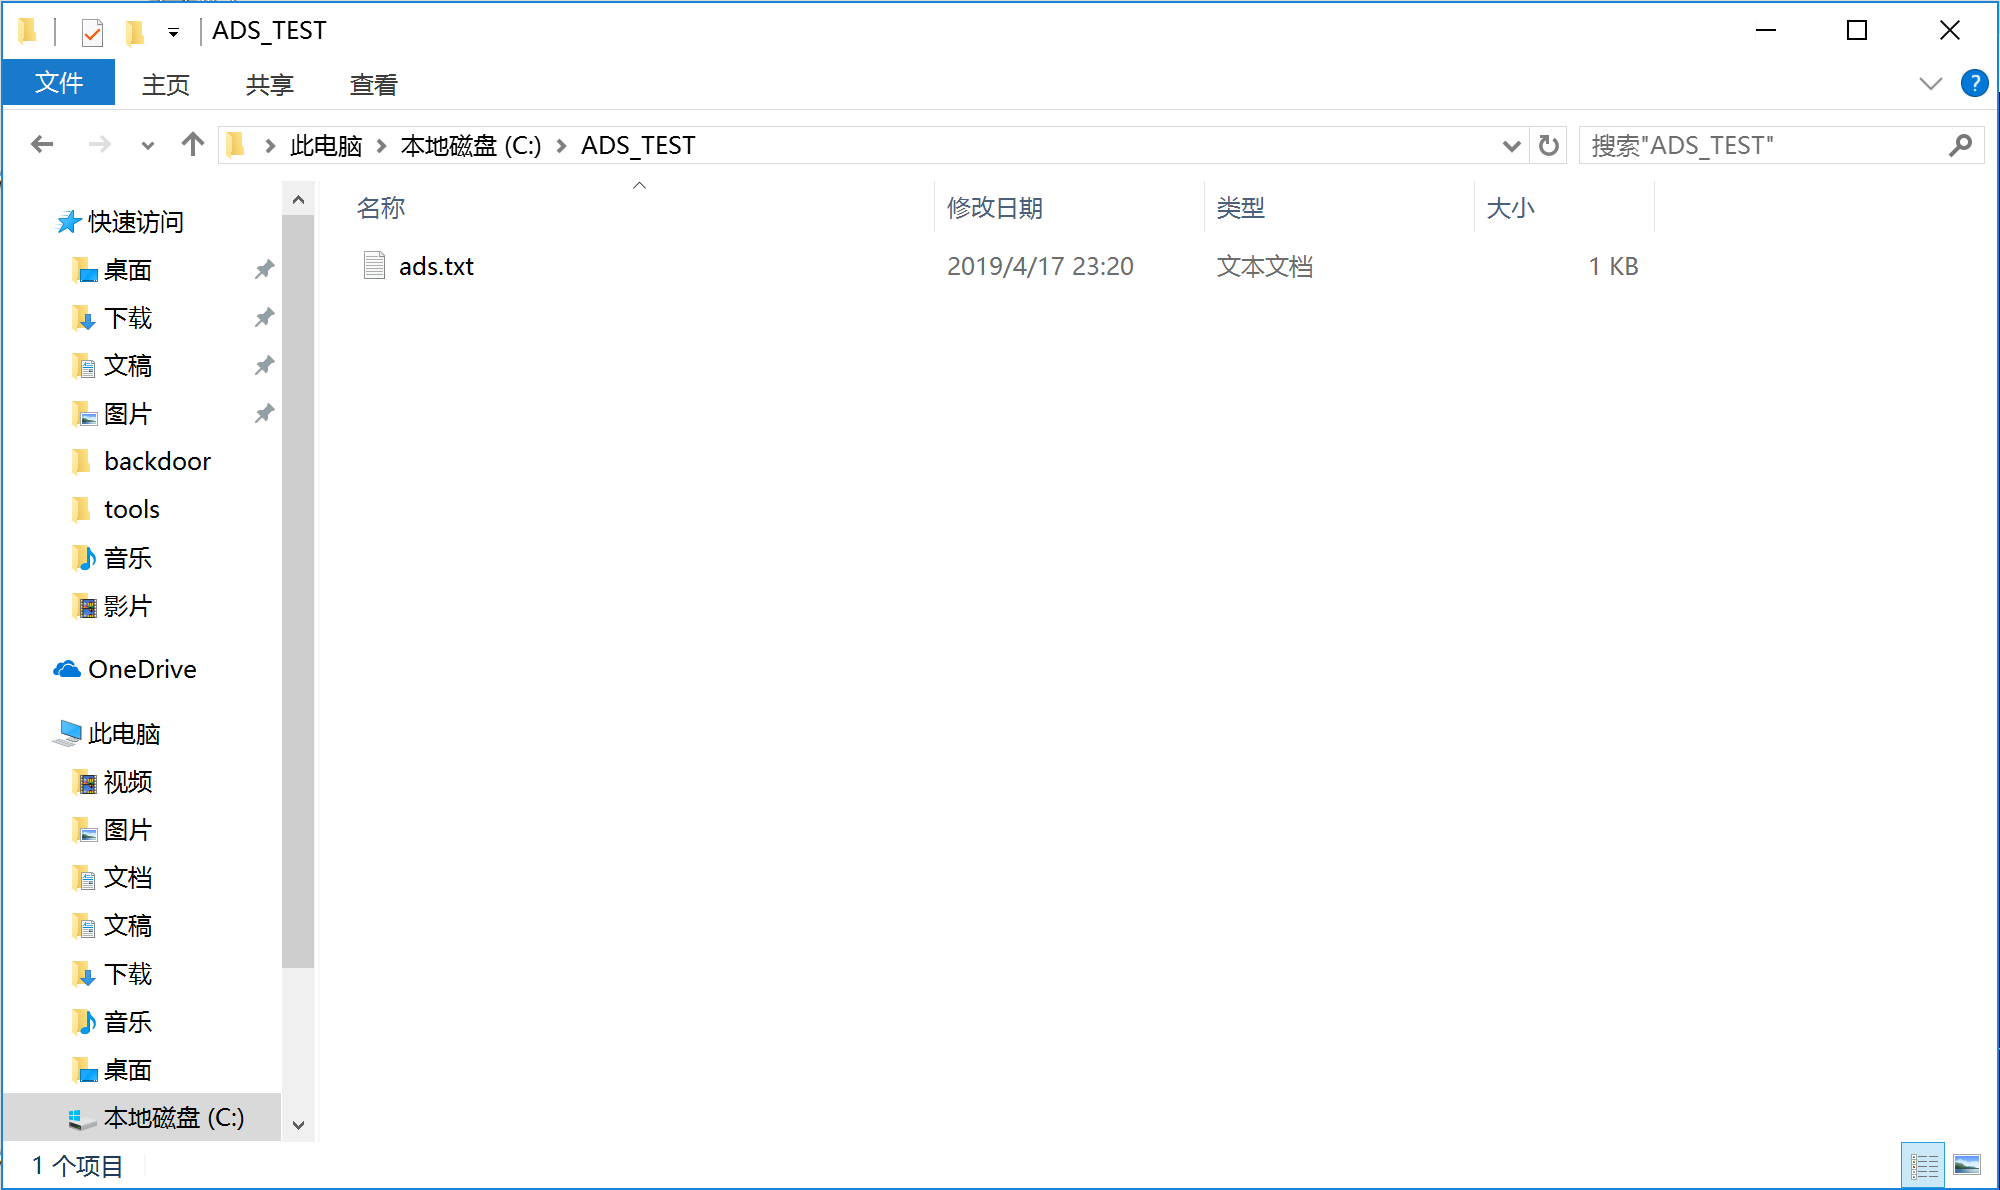 ADS_TEST
文件 主页 共享 查看
此电脑 本地磁盘 (C:) ADS_TEST 搜索"ADS_TEST"
名称 修改日期 类型 大小
ads.txt 2019/4/17 23:20 文本文档 1 KB
快速访问
桌面
下载
文稿
图片
backdoor
tools
音乐
影片
OneDrive
此电脑
视频
图片
文档
文稿
下载
音乐
桌面
本地磁盘 (C:)
1 个项目